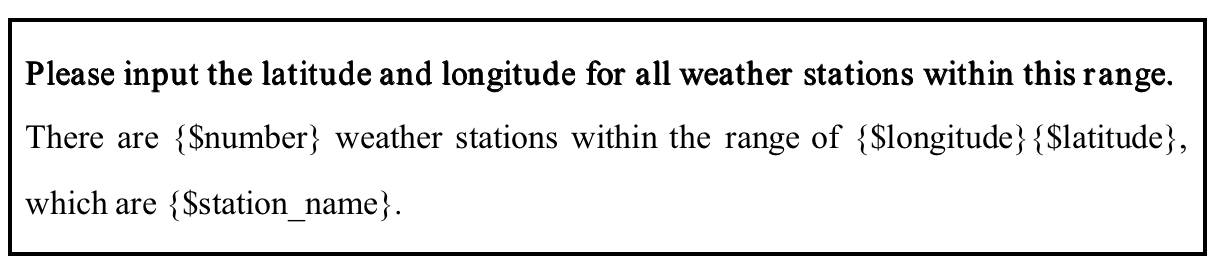 Please input the latitude and longitude for all weather stations within this range.
There are {$number} weather stations within the range of {$longitude}{$latitude},
which are {$station_name}.